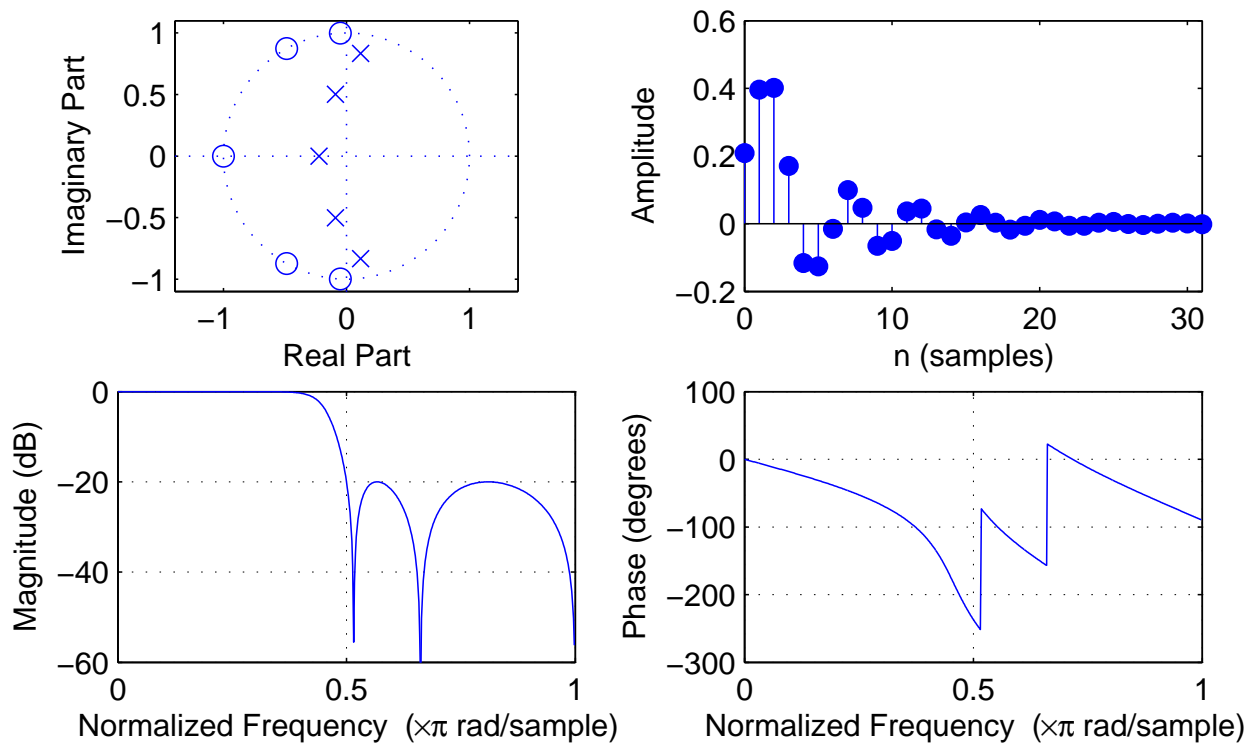 1
0.5
0
−0.5
−1
Imaginary Part
−1 0 1
Real Part
0.6
0.4
0.2
0
−0.2
Amplitude
0 10 20 30
n (samples)
0
−20
−40
−60
Magnitude (dB)
0 0.5 1
Normalized Frequency (×π rad/sample)
100
0
−100
−200
−300
Phase (degrees)
0 0.5 1
Normalized Frequency (×π rad/sample)